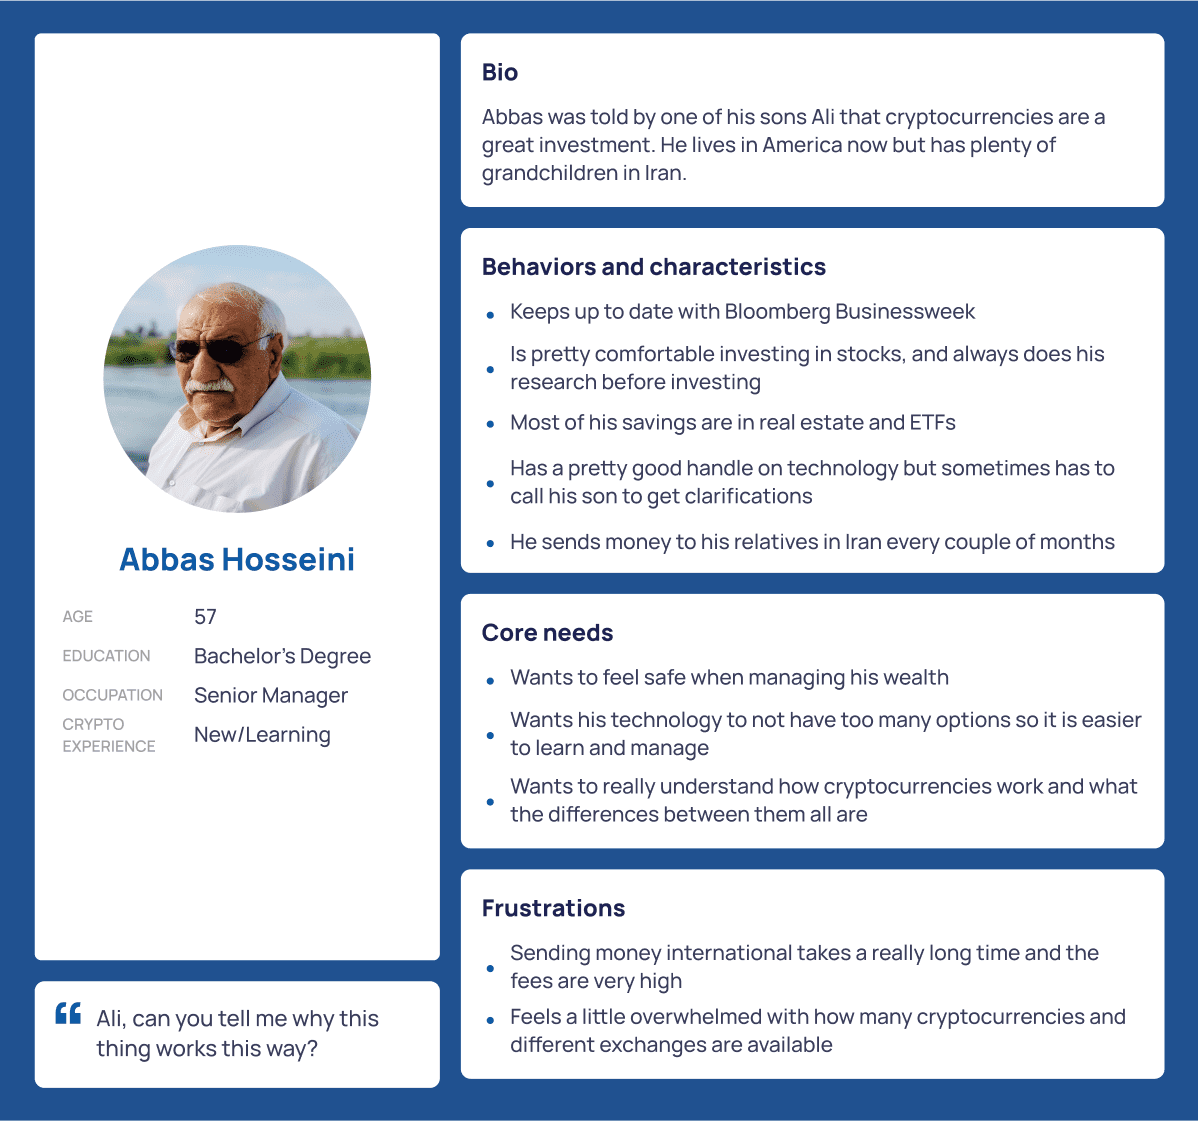 Abbas Hosseini
AGE 57
EDUCATION Bachelor’s Degree
OCCUPATION Senior Manager
CRYPTO
EXPERIENCE New/Learning
Ali, can you tell me why this
thing works this way?
Bio
Abbas was told by one of his sons Ali that cryptocurrencies are a
great investment. He lives in America now but has plenty of
grandchildren in Iran.
Behaviors and characteristics
Keeps up to date with Bloomberg Businessweek
Is pretty comfortable investing in stocks, and always does his
research before investing
Most of his savings are in real estate and ETFs
Has a pretty good handle on technology but sometimes has to
call his son to get clarifications
He sends money to his relatives in Iran every couple of months
Core needs
Wants to feel safe when managing his wealth
Wants his technology to not have too many options so it is easier
to learn and manage
Wants to really understand how cryptocurrencies work and what
the differences between them all are
Frustrations
Sending money international takes a really long time and the
fees are very high
Feels a little overwhelmed with how many cryptocurrencies and
different exchanges are available